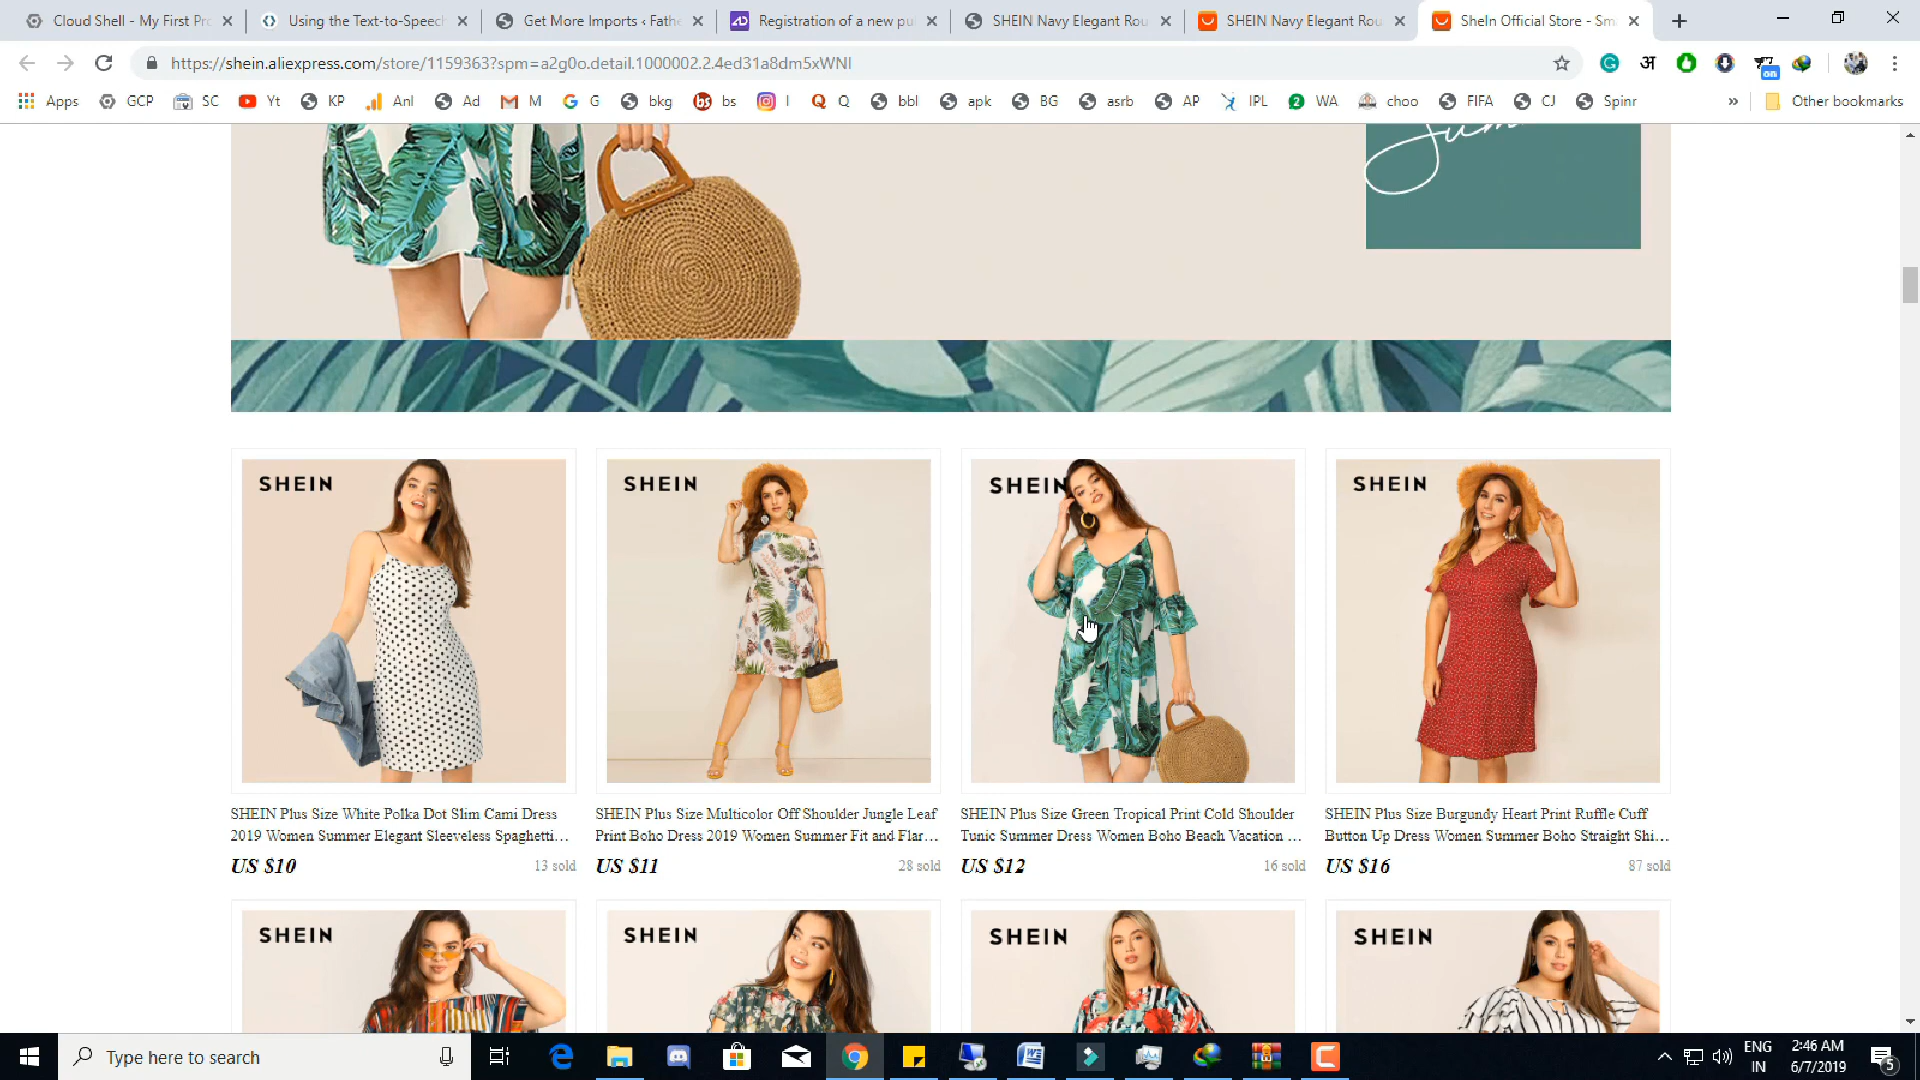 Cloud Shell - My First Pro
Using the Text-to-Speech
Get More Imports ‹ Fathe
Registration of a new pu
SHEIN Navy Elegant Rou
SHEIN Navy Elegant Rou
SheIn Official Store - Sma
https://shein.aliexpress.com/store/1159363?spm=a2g0o.detail.1000002.2.4ed31a8dm5xWNI
अ
on
Apps GCP SC Yt KP Anl Ad M G bkg bs I Q bbl apk BG asrb AP IPL WA choo FIFA CJ Spinr » Other bookmarks
SHEIN
SHEIN
SHEIN
SHEIN
SHEIN Plus Size White Polka Dot Slim Cami Dress
2019 Women Summer Elegant Sleeveless Spaghetti...
US $10 13 sold
SHEIN Plus Size Multicolor Off Shoulder Jungle Leaf
Print Boho Dress 2019 Women Summer Fit and Flar...
US $11 28 sold
SHEIN Plus Size Green Tropical Print Cold Shoulder
Tunic Summer Dress Women Boho Beach Vacation ...
US $12 16 sold
SHEIN Plus Size Burgundy Heart Print Ruffle Cuff
Button Up Dress Women Summer Boho Straight Shi...
US $16 87 sold
SHEIN
SHEIN
SHEIN
SHEIN
Type here to search
ENG
IN
2:46 AM
6/7/2019
5